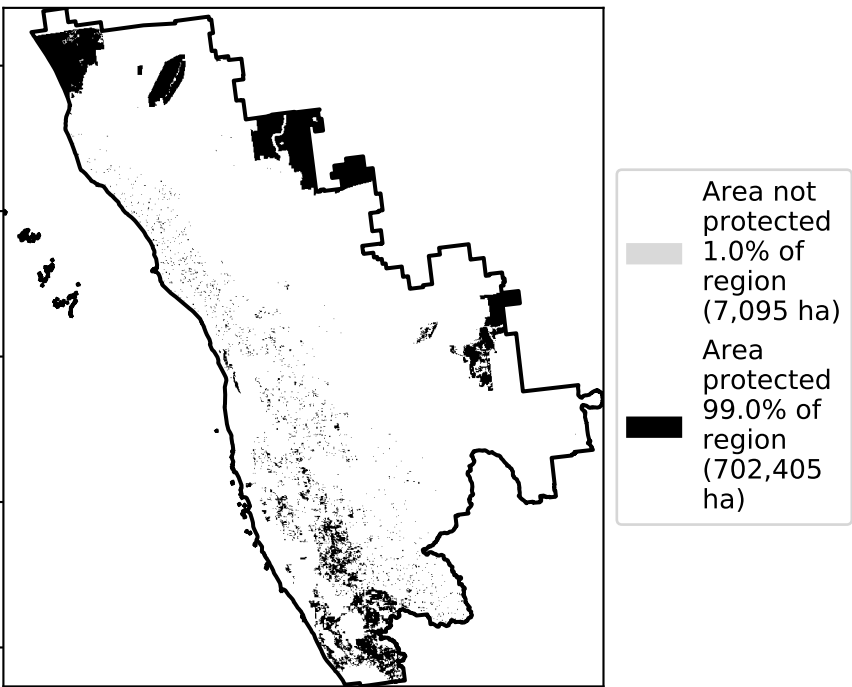 Area not
protected
1.0% of
region
(7,095 ha)
Area
protected
99.0% of
region
(702,405
ha)